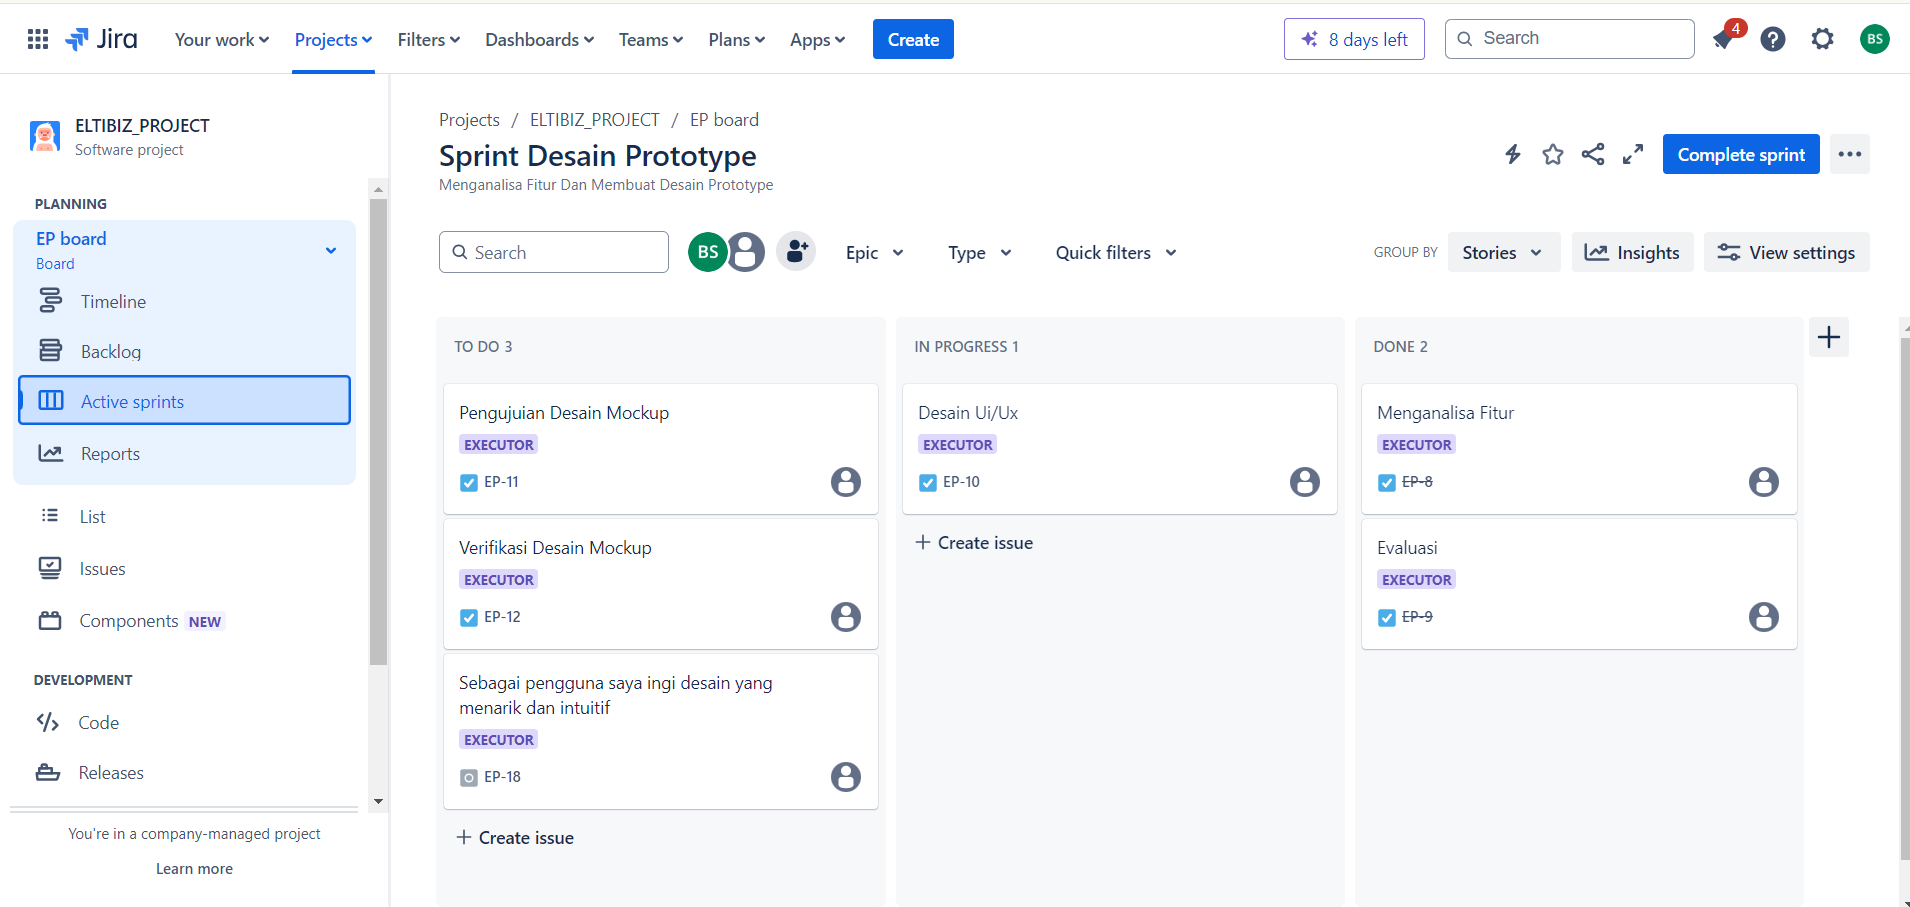 Jira
Your work
Projects
Filters
Dashboards
Teams
Plans
Apps
Create
8 days left
Search
4
BS
ELTIBIZ_PROJECT
Software project
PLANNING
EP board
Board
Timeline
Backlog
Active sprints
Reports
List
Issues
Components NEW
DEVELOPMENT
Code
Releases
You're in a company-managed project
Learn more
Projects / ELTIBIZ_PROJECT / EP board
Sprint Desain Prototype
Menganalisa Fitur Dan Membuat Desain Prototype
Complete sprint
Search
BS
Epic
Type
Quick filters
GROUP BY
Stories
Insights
View settings
TO DO 3
Pengujuian Desain Mockup
EXECUTOR
EP-11
Verifikasi Desain Mockup
EXECUTOR
EP-12
Sebagai pengguna saya ingi desain yang
menarik dan intuitif
EXECUTOR
EP-18
Create issue
IN PROGRESS 1
Desain Ui/Ux
EXECUTOR
EP-10
Create issue
DONE 2
Menganalisa Fitur
EXECUTOR
EP-8
Evaluasi
EXECUTOR
EP-9